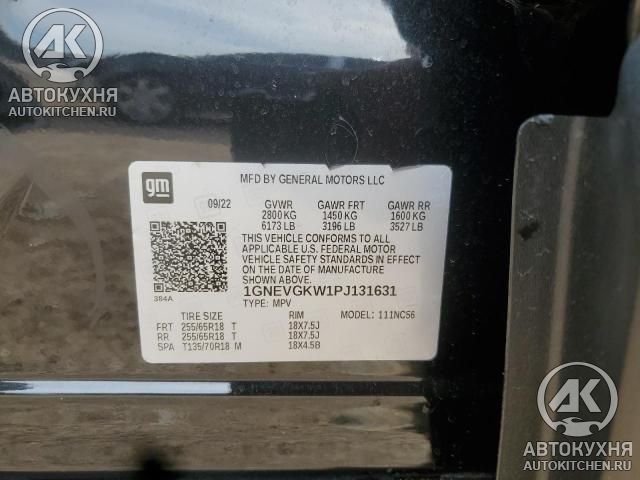 AK
АВТОКУХНЯ
AUTOKITCHEN.RU
gm
MFD BY GENERAL MOTORS LLC
09/22
GVWR GAWR FRT GAWR RR
2800 KG 1450 KG 1600 KG
6173 LB 3196 LB 3527 LB
THIS VEHICLE CONFORMS TO ALL
APPLICABLE U.S. FEDERAL MOTOR
VEHICLE SAFETY STANDARDS IN EFFECT
ON THE DATE OF MANUFACTURE
SHOWN ABOVE.
1GNEVGKW1PJ131631
384A
TYPE: MPV
MODEL: 111NC56
TIRE SIZE RIM
FRT 255/65R18 T 18X7.5J
RR 255/65R18 T 18X7.5J
SPA T135/70R18 M 18X4.5B
AK
АВТОКУХНЯ
AUTOKITCHEN.RU